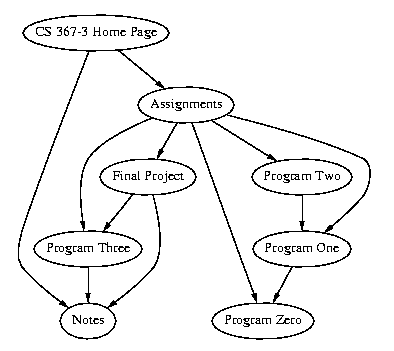 CS 367-3 Home Page
Assignments
Final Project
Program Two
Program Three
Program One
Notes
Program Zero